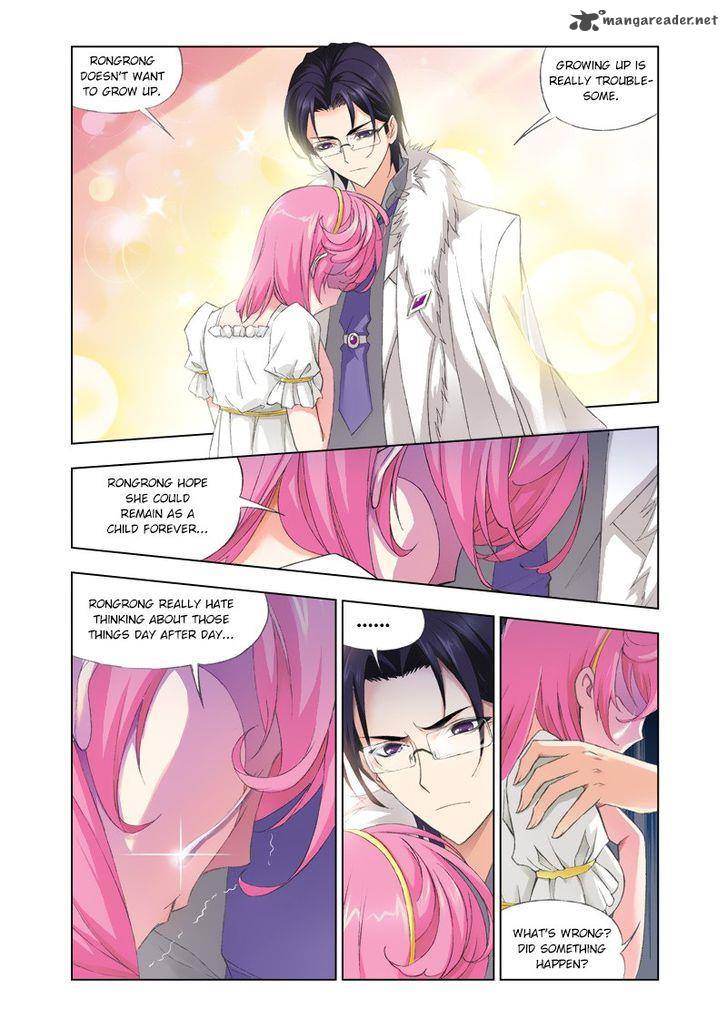 mangareader.net
RONGRONG
DOESN'T WANT
TO GROW UP.
GROWING UP IS
REALLY TROUBLE-
SOME.
RONGRONG HOPE
SHE COULD
REMAIN AS A
CHILD FOREVER...
RONGRONG REALLY HATE
THINKING ABOUT THOSE
THINGS DAY AFTER DAY...
......
WHAT'S WRONG?
DID SOMETHING
HAPPEN?